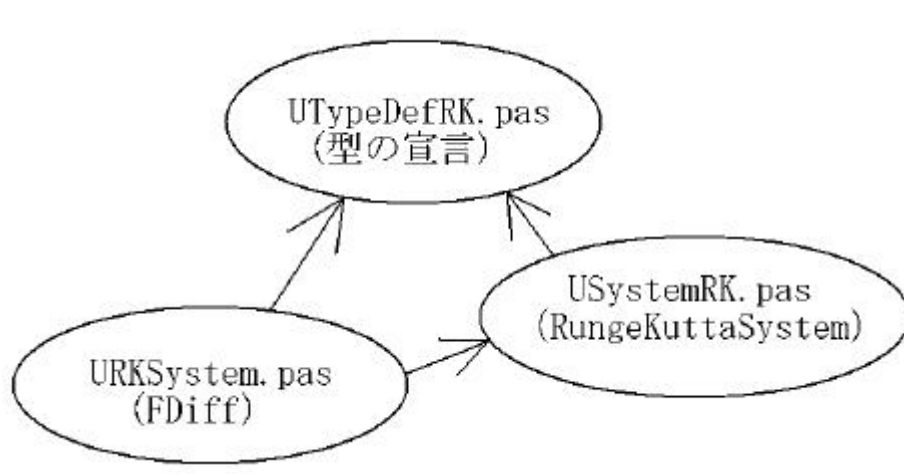 UTypeDefRK.pas
(型の宣言)
USystemRK.pas
(RungeKuttaSystem)
URKSystem.pas
(FDiff)